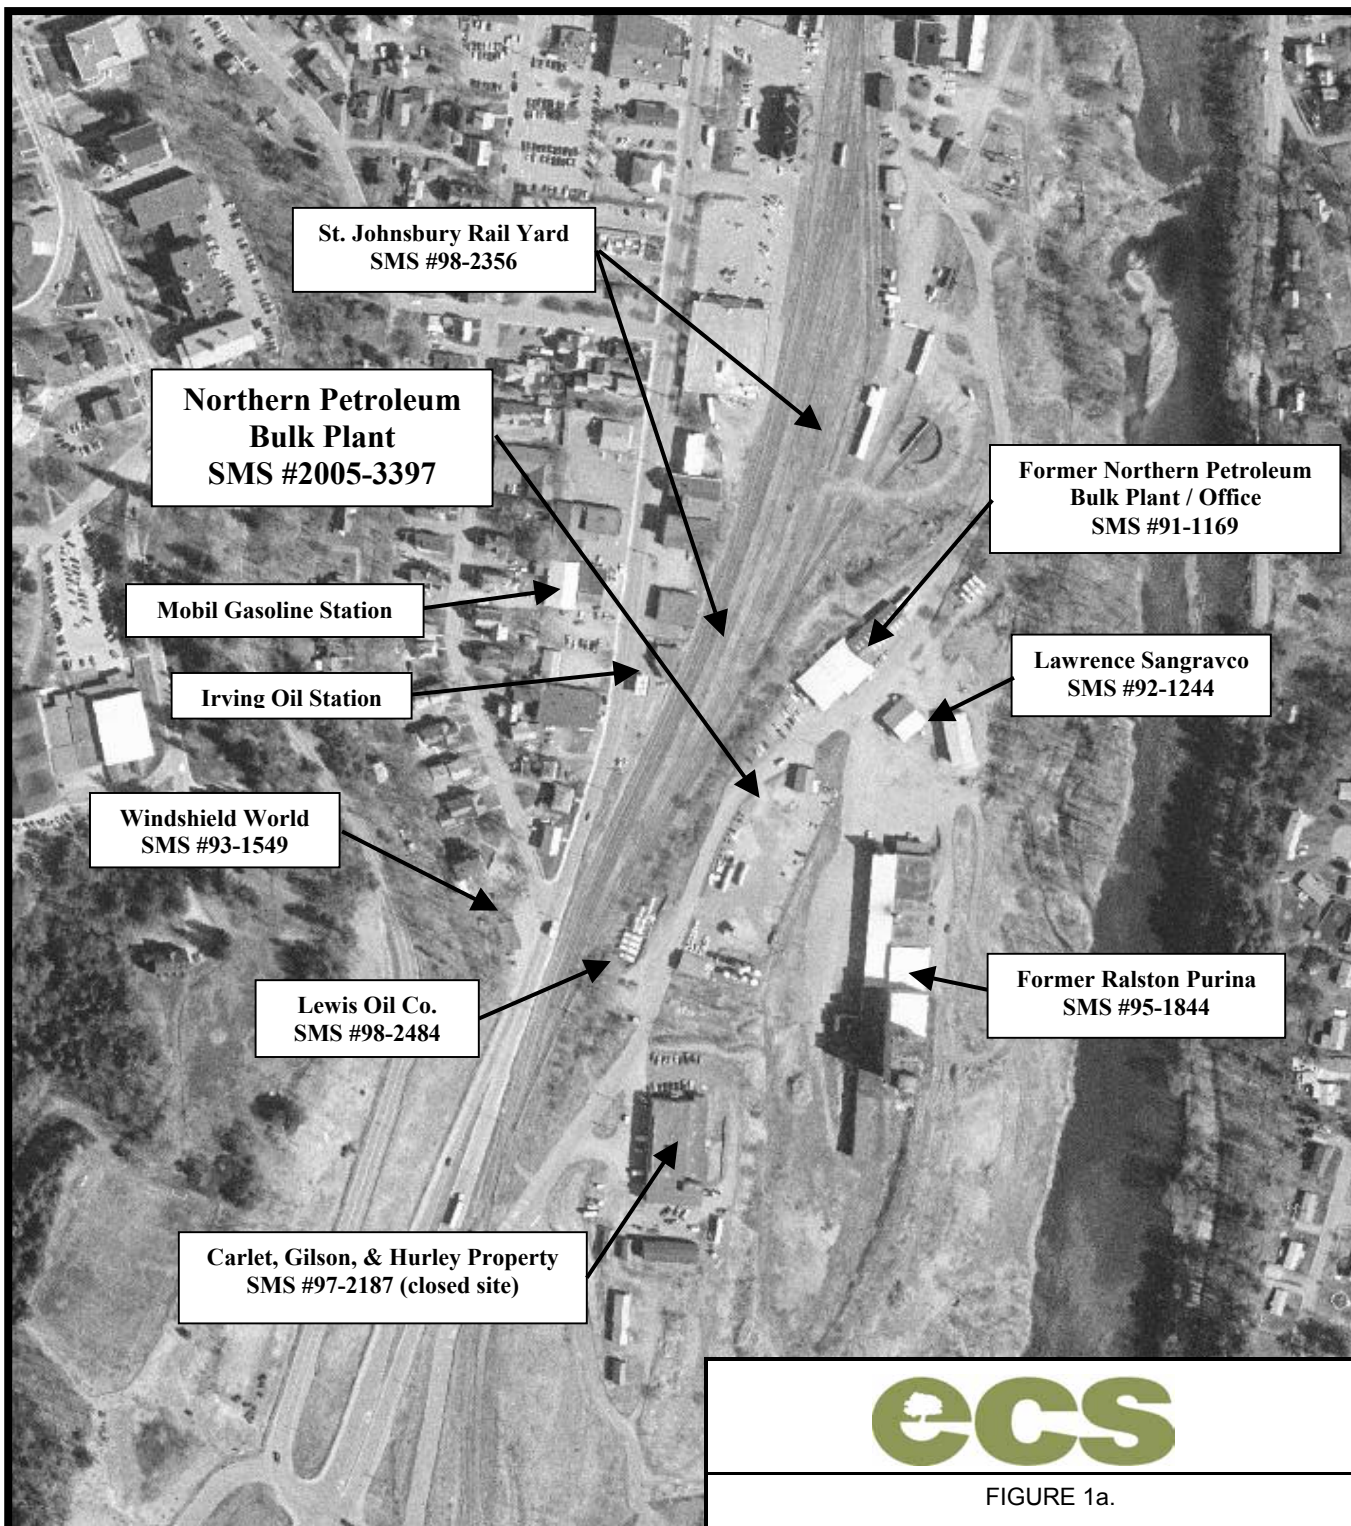 St. Johnsbury Rail Yard
SMS #98-2356
Northern Petroleum
Bulk Plant
SMS #2005-3397
Former Northern Petroleum
Bulk Plant / Office
SMS #91-1169
Mobil Gasoline Station
Lawrence Sangravco
SMS #92-1244
Irving Oil Station
Windshield World
SMS #93-1549
Former Ralston Purina
SMS #95-1844
Lewis Oil Co.
SMS #98-2484
Carlet, Gilson, & Hurley Property
SMS #97-2187 (closed site)
ecs
FIGURE 1a.